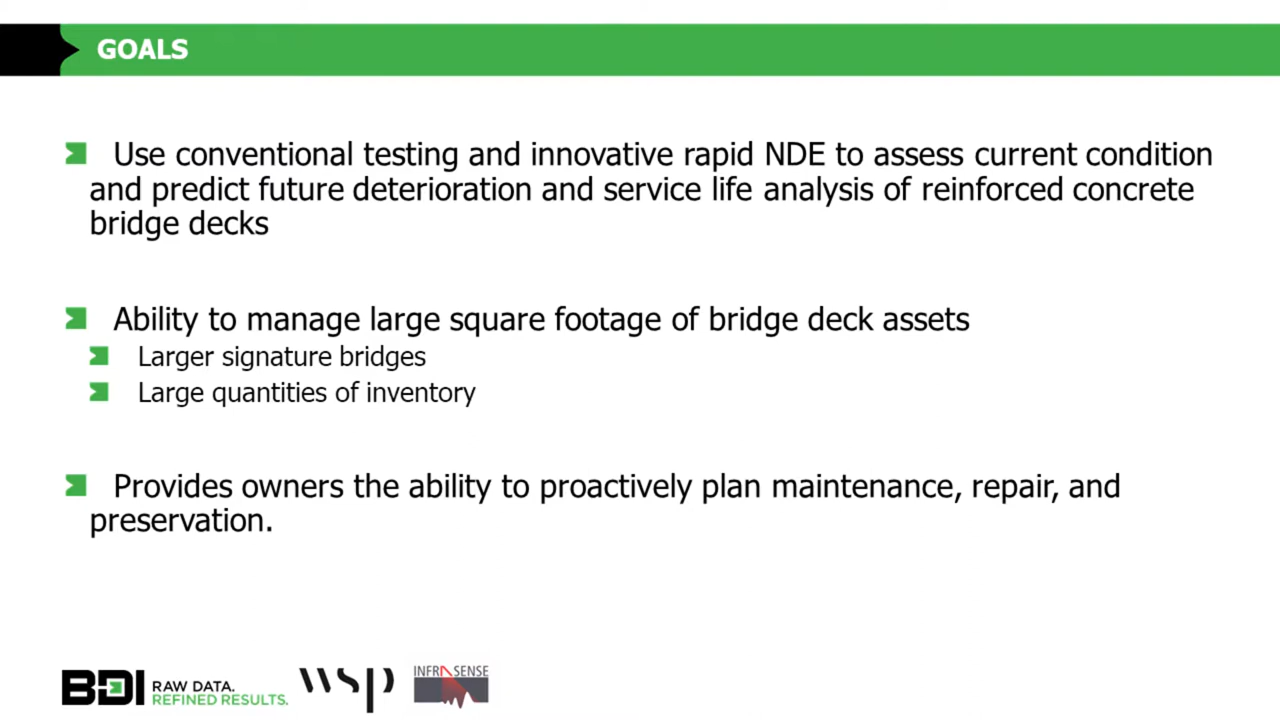 GOALS
Use conventional testing and innovative rapid NDE to assess current condition
and predict future deterioration and service life analysis of reinforced concrete
bridge decks
Ability to manage large square footage of bridge deck assets
Larger signature bridges
Large quantities of inventory
Provides owners the ability to proactively plan maintenance, repair, and
preservation.
BDI RAW DATA.
REFINED RESULTS.
wsp
INFRASENSE